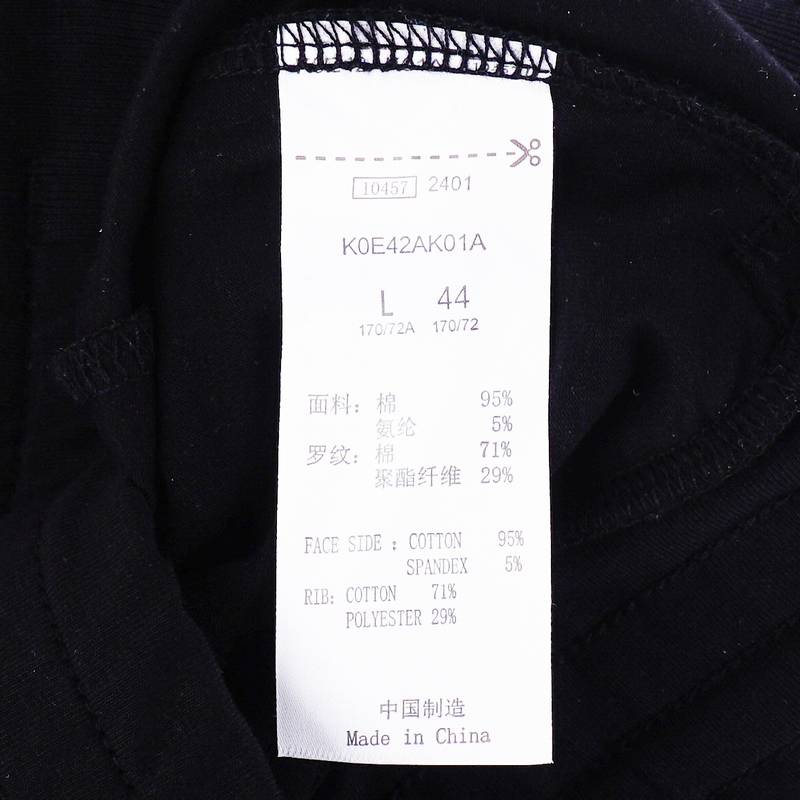 10457 2401
K0E42AK01A
L 44
170/72A 170/72
面料: 棉 95%
氨纶 5%
罗纹: 棉 71%
聚酯纤维 29%
FACE SIDE : COTTON 95%
SPANDEX 5%
RIB: COTTON 71%
POLYESTER 29%
中国制造
Made in China